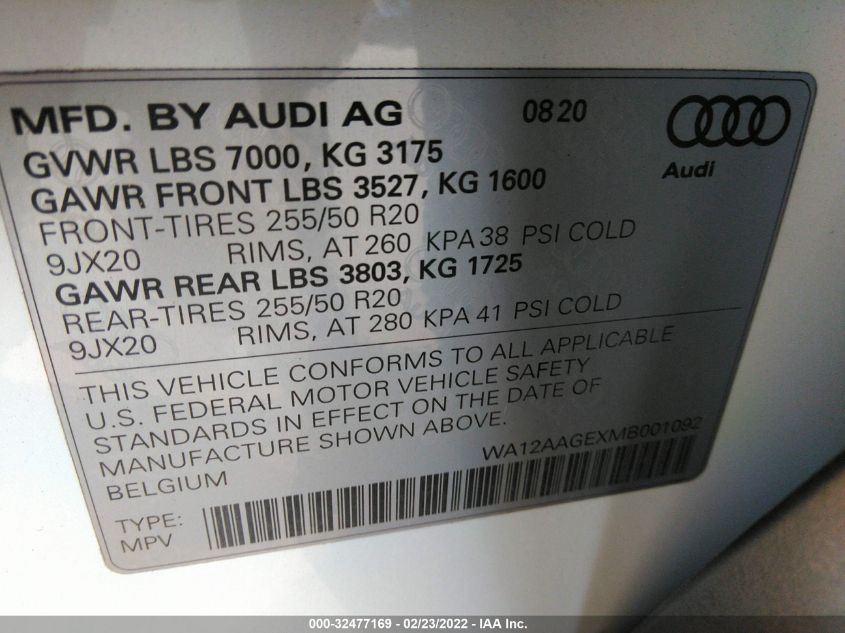 MFD. BY AUDI AG 0820
Audi
GVWR LBS 7000, KG 3175
GAWR FRONT LBS 3527, KG 1600
FRONT-TIRES 255/50 R20
9JX20 RIMS, AT 260 KPA 38 PSI COLD
GAWR REAR LBS 3803, KG 1725
REAR-TIRES 255/50 R20
9JX20 RIMS, AT 280 KPA 41 PSI COLD
THIS VEHICLE CONFORMS TO ALL APPLICABLE
U.S. FEDERAL MOTOR VEHICLE SAFETY
STANDARDS IN EFFECT ON THE DATE OF
MANUFACTURE SHOWN ABOVE.
WA12AAGEXMB001092
BELGIUM
TYPE:
MPV
000-32477169 - 02/23/2022 - IAA Inc.